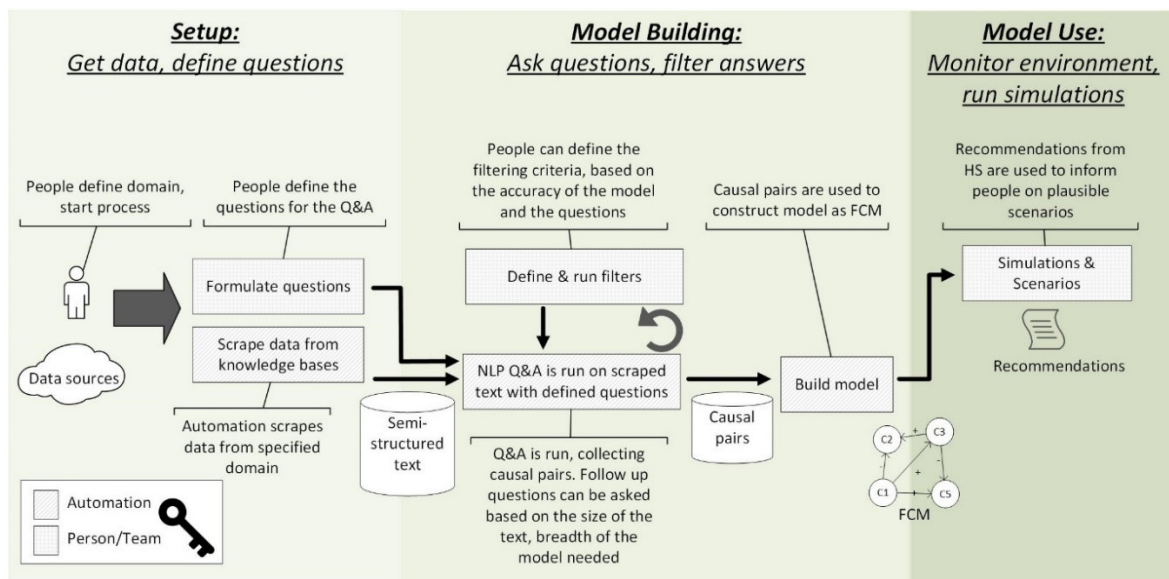 Setup:
Get data, define questions
Model Building:
Ask questions, filter answers
Model Use:
Monitor environment,
run simulations
People define domain,
start process
People define the
questions for the Q&A
People can define the
filtering criteria, based on
the accuracy of the model
and the questions
Causal pairs are used to
construct model as FCM
Recommendations from
HS are used to inform
people on plausible
scenarios
Formulate questions
Define & run filters
Simulations &
Scenarios
Scrape data from
knowledge bases
Data sources
NLP Q&A is run on scraped
text with defined questions
Build model
Recommendations
Automation scrapes
data from specified
domain
Semi-
structured
text
Causal
pairs
Q&A is run, collecting
causal pairs. Follow up
questions can be asked
based on the size of the
text, breadth of the
model needed
C2
C3
C1
C5
+
-
-
+
+
FCM
Automation
Person/Team